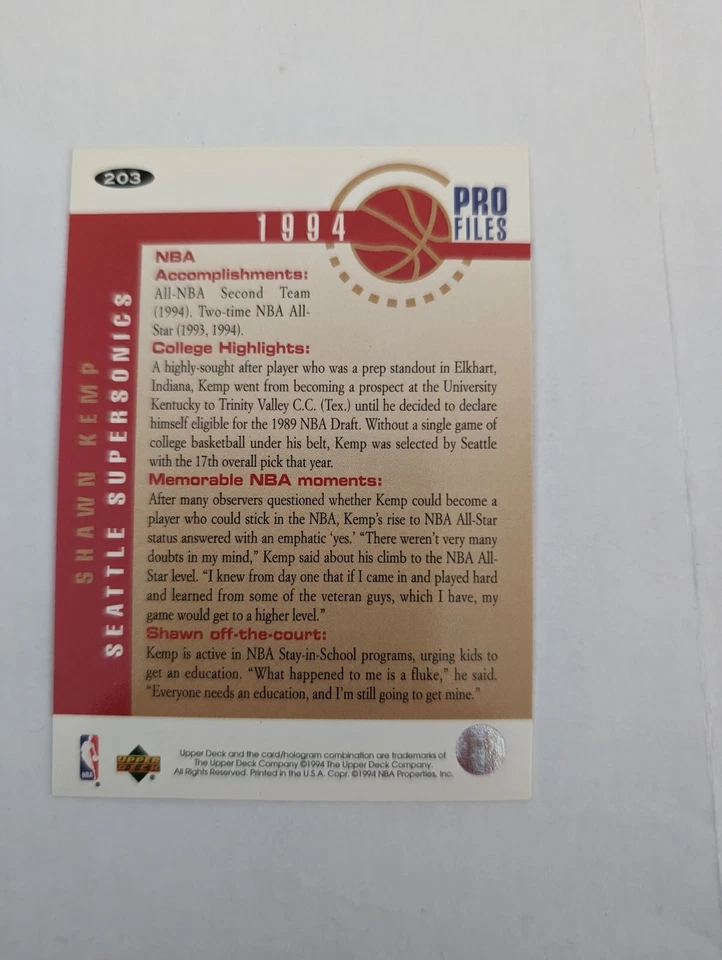 203
PRO
FILES
1994
SHAWN KEMP
SEATTLE SUPERSONICS
NBA
Accomplishments:
All-NBA Second Team
(1994). Two-time NBA All-
Star (1993, 1994).
College Highlights:
A highly-sought after player who was a prep standout in Elkhart,
Indiana, Kemp went from becoming a prospect at the University
Kentucky to Trinity Valley C.C. (Tex.) until he decided to declare
himself eligible for the 1989 NBA Draft. Without a single game of
college basketball under his belt, Kemp was selected by Seattle
with the 17th overall pick that year.
Memorable NBA moments:
After many observers questioned whether Kemp could become a
player who could stick in the NBA, Kemp's rise to NBA All-Star
status answered with an emphatic 'yes.' "There weren't very many
doubts in my mind," Kemp said about his climb to the NBA All-
Star level. "I knew from day one that if I came in and played hard
and learned from some of the veteran guys, which I have, my
game would get to a higher level."
Shawn off-the-court:
Kemp is active in NBA Stay-in-School programs, urging kids to
get an education. "What happened to me is a fluke," he said.
"Everyone needs an education, and I'm still going to get mine."
NBA
UPPER
DECK
Upper Deck and the card/hologram combination are trademarks of
The Upper Deck Company ©1994 The Upper Deck Company.
All Rights Reserved. Printed in the U.S.A. Copr. ©1994 NBA Properties, Inc.